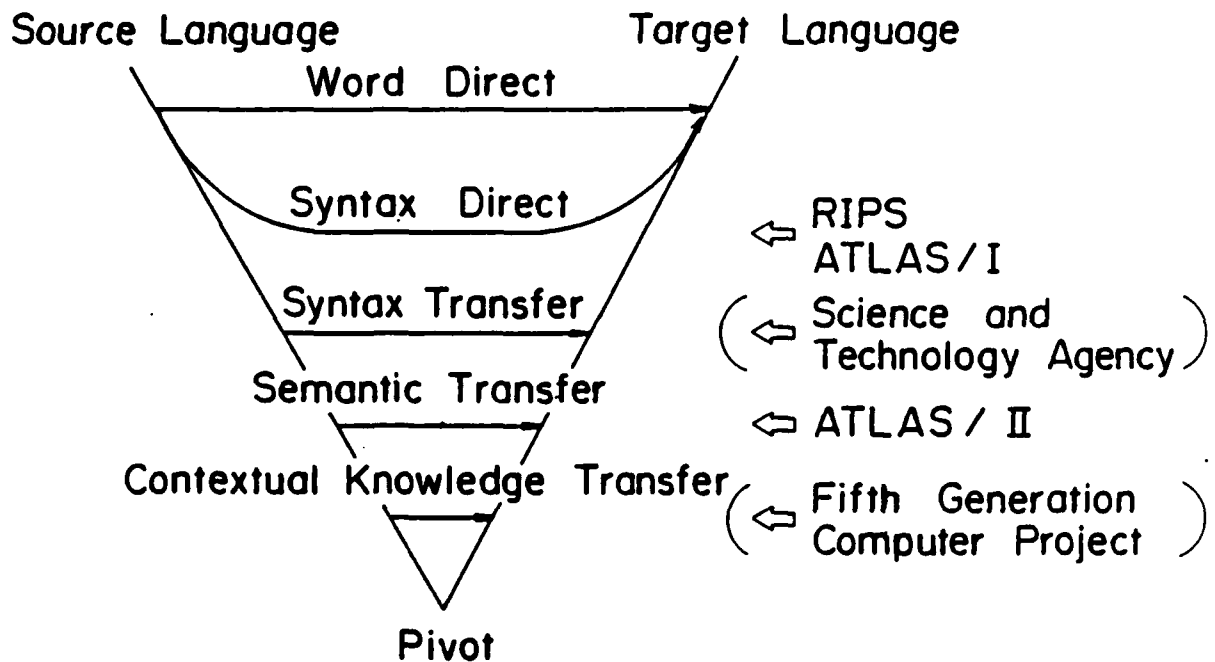 Source Language
Target Language
Word Direct
Syntax Direct
RIPS
ATLAS/I
Syntax Transfer
Science and
Technology Agency
Semantic Transfer
ATLAS/II
Contextual Knowledge Transfer
Fifth Generation
Computer Project
Pivot